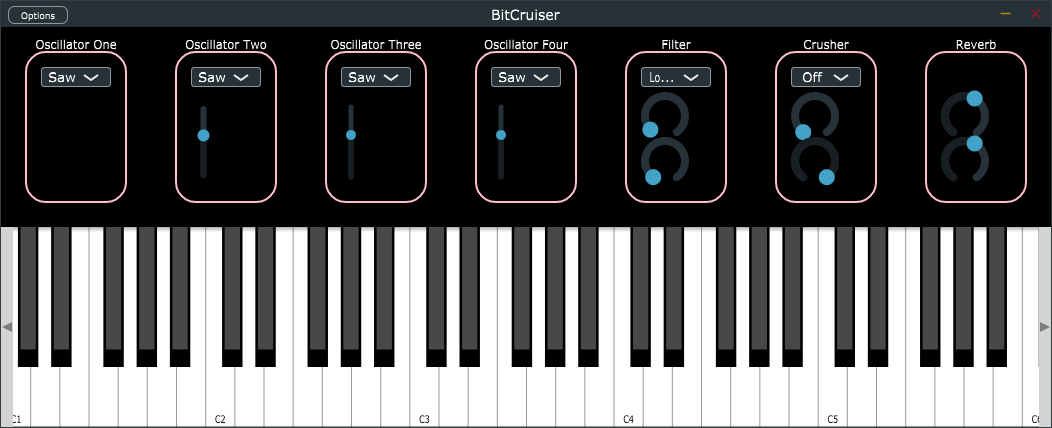 Options
BitCruiser
Oscillator One Oscillator Two Oscillator Three Oscillator Four Filter Crusher Reverb
Saw Saw Saw Saw Lo... Off
C1 C2 C3 C4 C5 C6